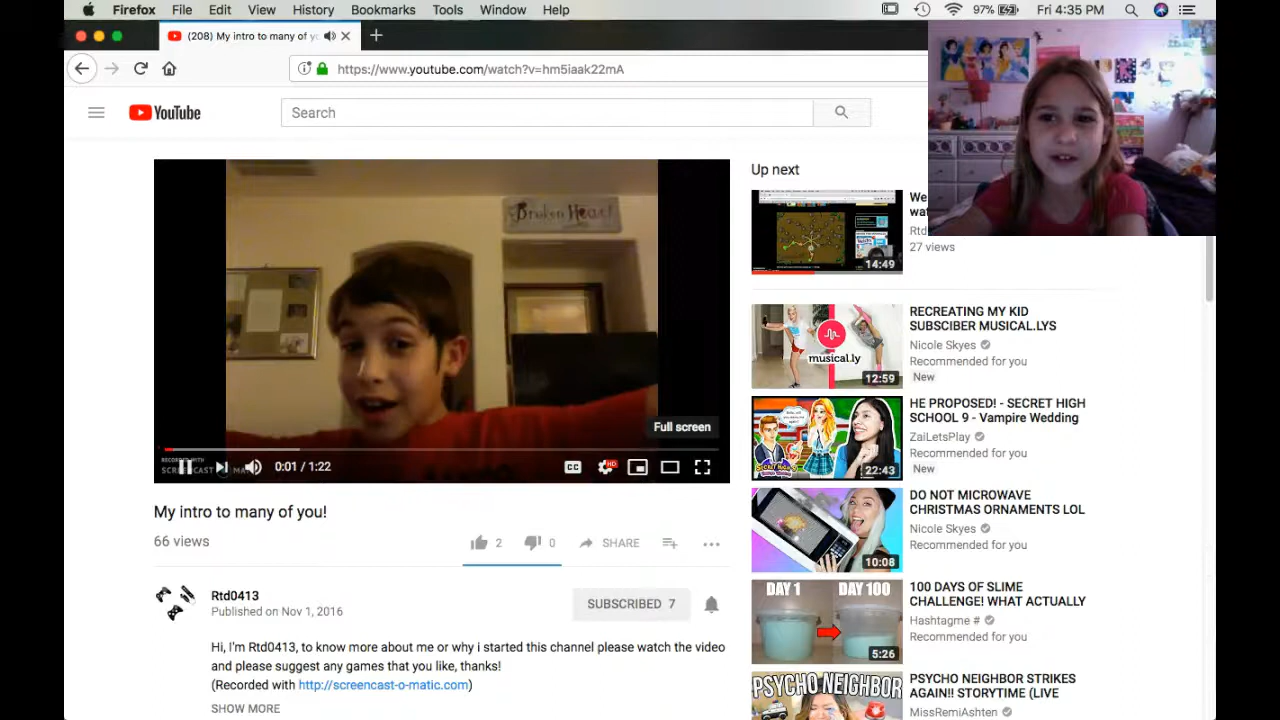 Firefox File Edit View History Bookmarks Tools Window Help 97% Fri 4:35 PM
(208) My intro to many of yo
https://www.youtube.com/watch?v=hm5iaak22mA
YouTube
Search
Up next
Broken Heart
We
wat
Rtd
27 views
14:49
RECREATING MY KID
SUBSCIBER MUSICAL.LYS
Nicole Skyes
Recommended for you
New
musical.ly
12:59
HE PROPOSED! - SECRET HIGH
SCHOOL 9 - Vampire Wedding
ZaiLetsPlay
Recommended for you
New
22:43
Full screen
RECORDED WITH
0:01 / 1:22
CC
HD
My intro to many of you!
66 views
2
0
SHARE
DO NOT MICROWAVE
CHRISTMAS ORNAMENTS LOL
Nicole Skyes
Recommended for you
10:08
Rtd0413
Published on Nov 1, 2016
SUBSCRIBED 7
DAY 1 DAY 100
100 DAYS OF SLIME
CHALLENGE! WHAT ACTUALLY
Hashtagme #
Recommended for you
5:26
Hi, I'm Rtd0413, to know more about me or why i started this channel please watch the video
and please suggest any games that you like, thanks!
(Recorded with http://screencast-o-matic.com)
SHOW MORE
PSYCHO NEIGHBOR
PSYCHO NEIGHBOR STRIKES
AGAIN!! STORYTIME (LIVE
MissRemiAshten